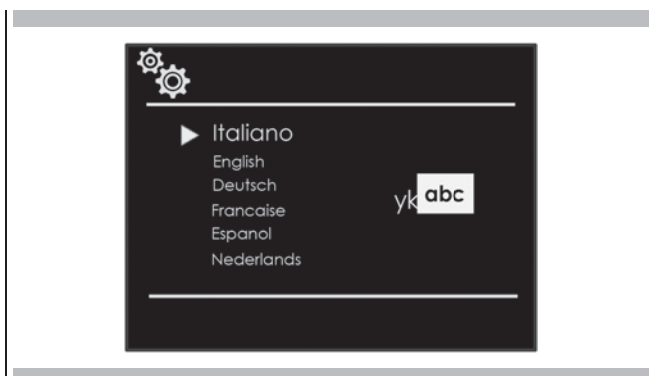 Italiano
English
Deutsch
Francaise
Espanol
Nederlands
yk abc